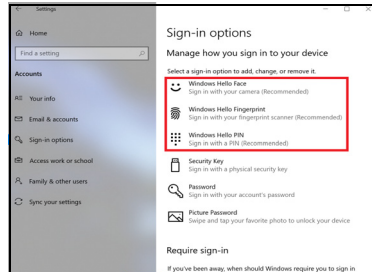 Settings
Home
Find a setting
Accounts
Your info
Email & accounts
Sign-in options
Access work or school
Family & other users
Sync your settings
Sign-in options
Manage how you sign in to your device
Select a sign-in option to add, change, or remove it.
Windows Hello Face
Sign in with your camera (Recommended)
Windows Hello Fingerprint
Sign in with your fingerprint scanner (Recommended)
Windows Hello PIN
Sign in with a PIN (Recommended)
Security Key
Sign in with a physical security key
Password
Sign in with your account's password
Picture Password
Swipe and tap your favorite photo to unlock your device
Require sign-in
If you've been away, when should Windows require you to sign in